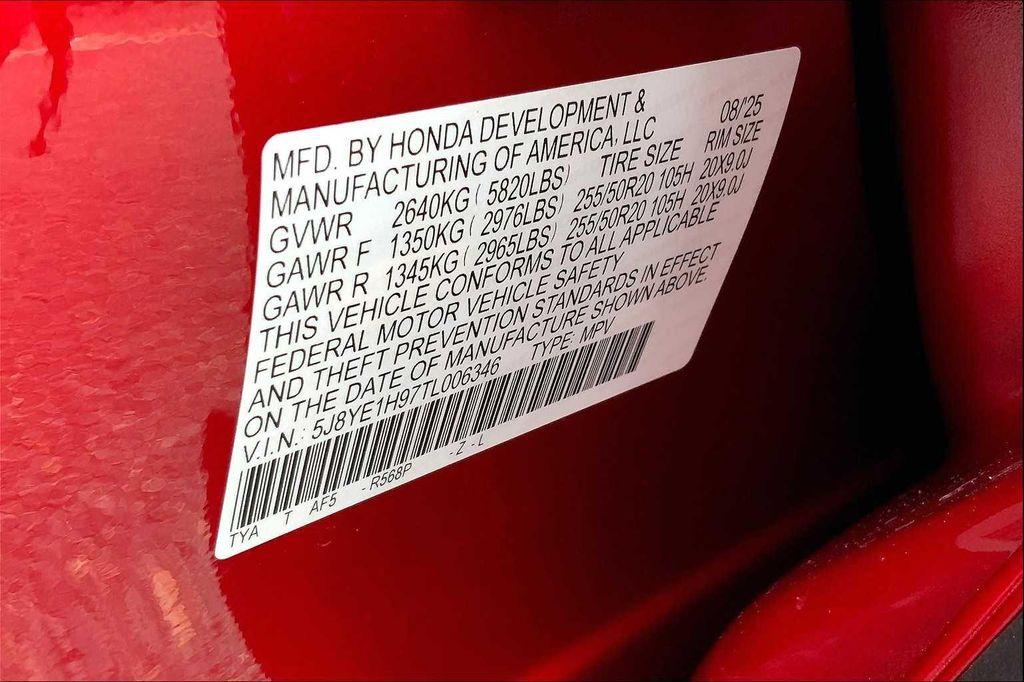 MFD. BY HONDA DEVELOPMENT &
MANUFACTURING OF AMERICA, LLC 08/'25
GVWR 2640KG ( 5820LBS) TIRE SIZE RIM SIZE
GAWR F 1350KG ( 2976LBS) 255/50R20 105H 20X9.0J
GAWR R 1345KG ( 2965LBS) 255/50R20 105H 20X9.0J
THIS VEHICLE CONFORMS TO ALL APPLICABLE
FEDERAL MOTOR VEHICLE SAFETY
AND THEFT PREVENTION STANDARDS IN EFFECT
ON THE DATE OF MANUFACTURE SHOWN ABOVE.
V.I.N.: 5J8YE1H97TL006346 TYPE: MPV
TYA T AF5 - R568P - Z - L